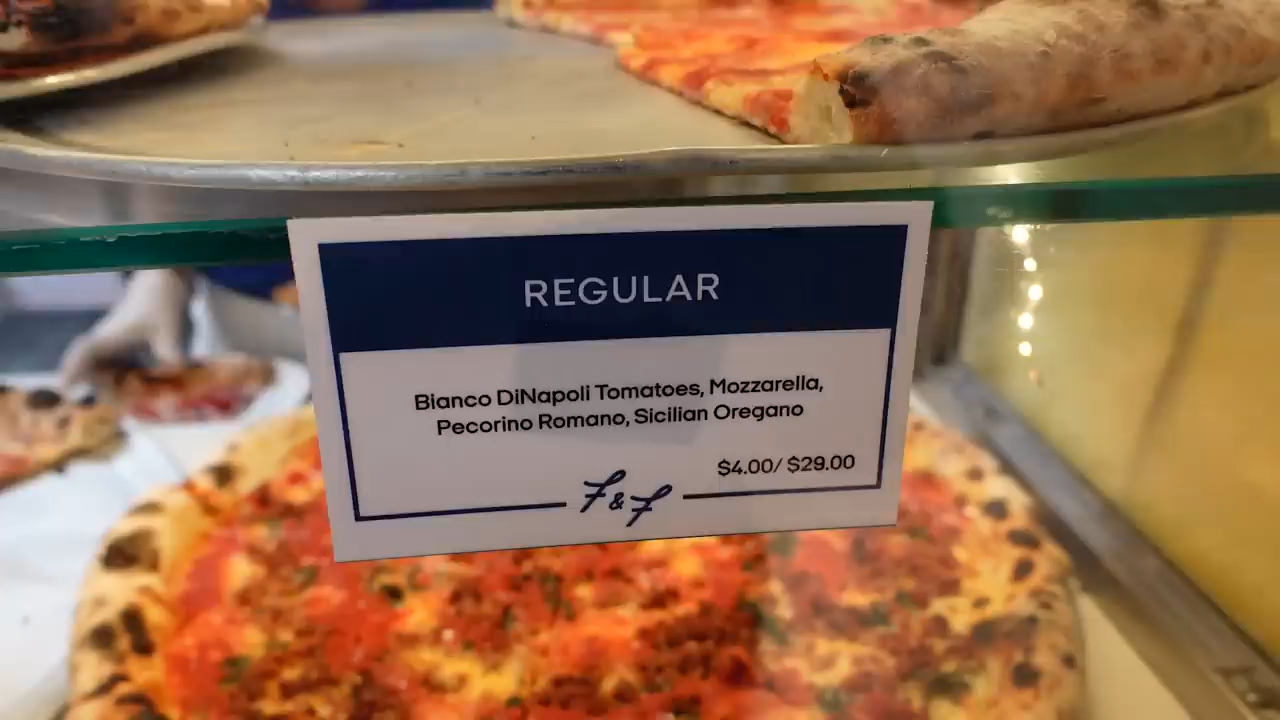 REGULAR
Bianco DiNapoli Tomatoes, Mozzarella,
Pecorino Romano, Sicilian Oregano
$4.00/ $29.00
F & F